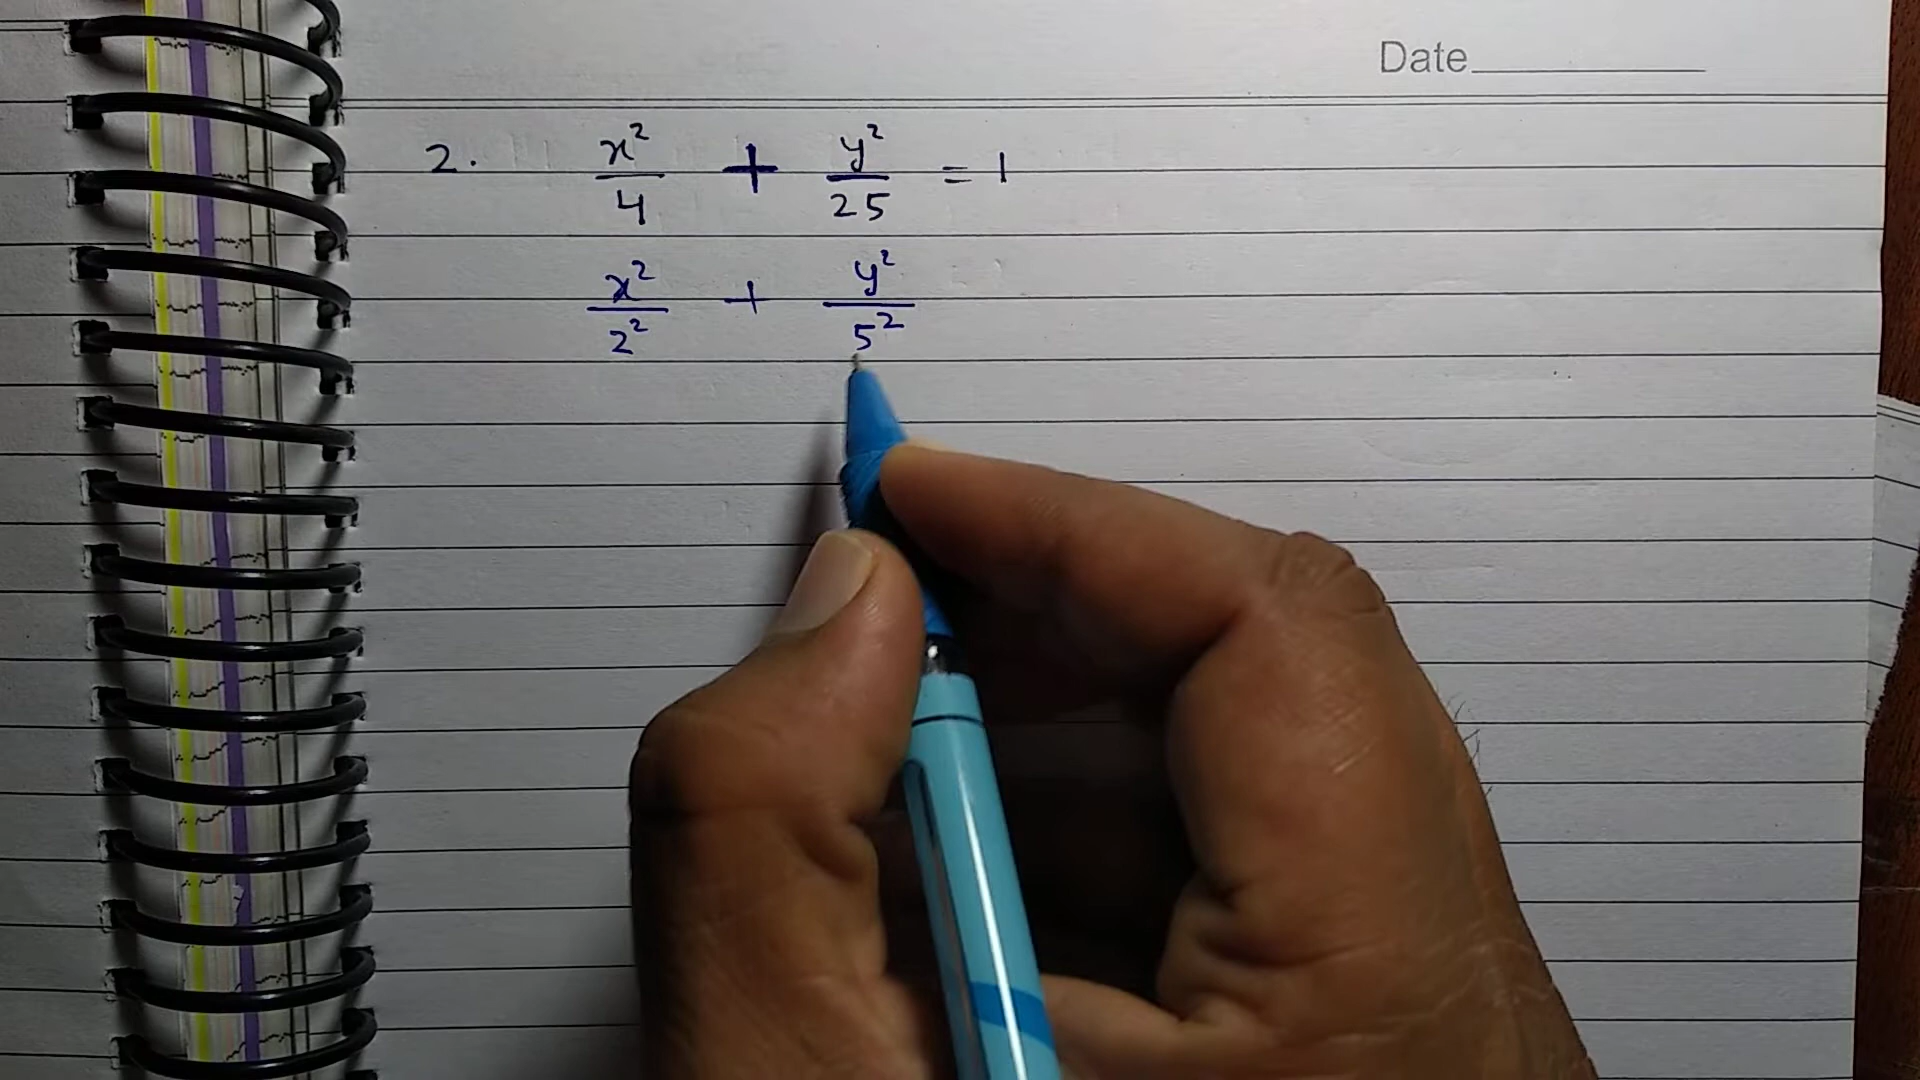 Date
2. x²/4 + y²/25 = 1
x²/2² + y²/5²